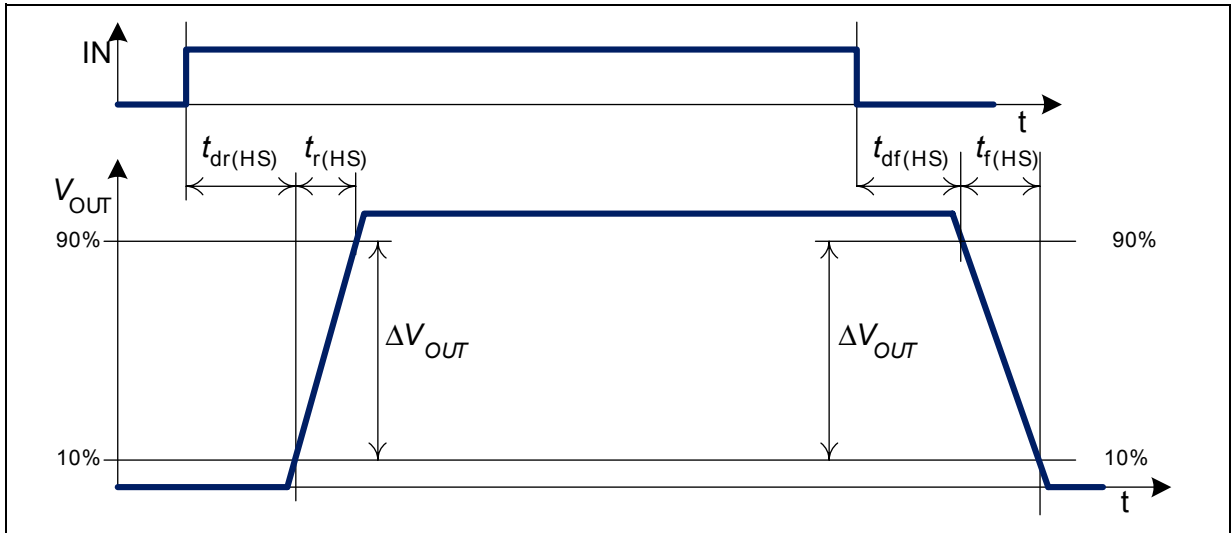 IN
t
tdr(HS)
tr(HS)
tdf(HS)
tf(HS)
VOUT
90%
90%
ΔVOUT
ΔVOUT
10%
10%
t